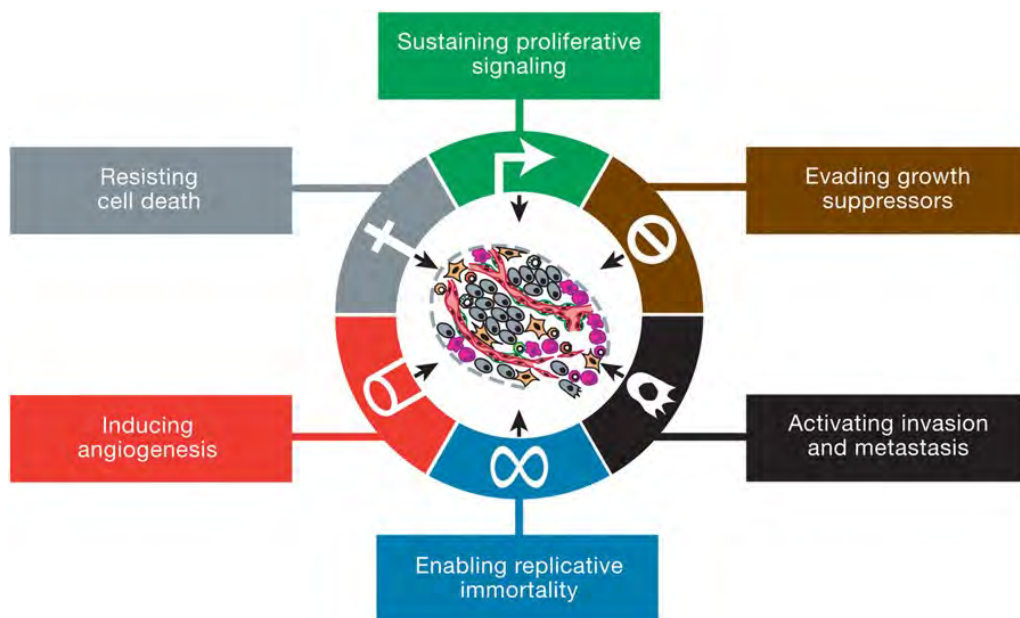 Sustaining proliferative
signaling
Resisting
cell death
Evading growth
suppressors
Inducing
angiogenesis
Activating invasion
and metastasis
Enabling replicative
immortality